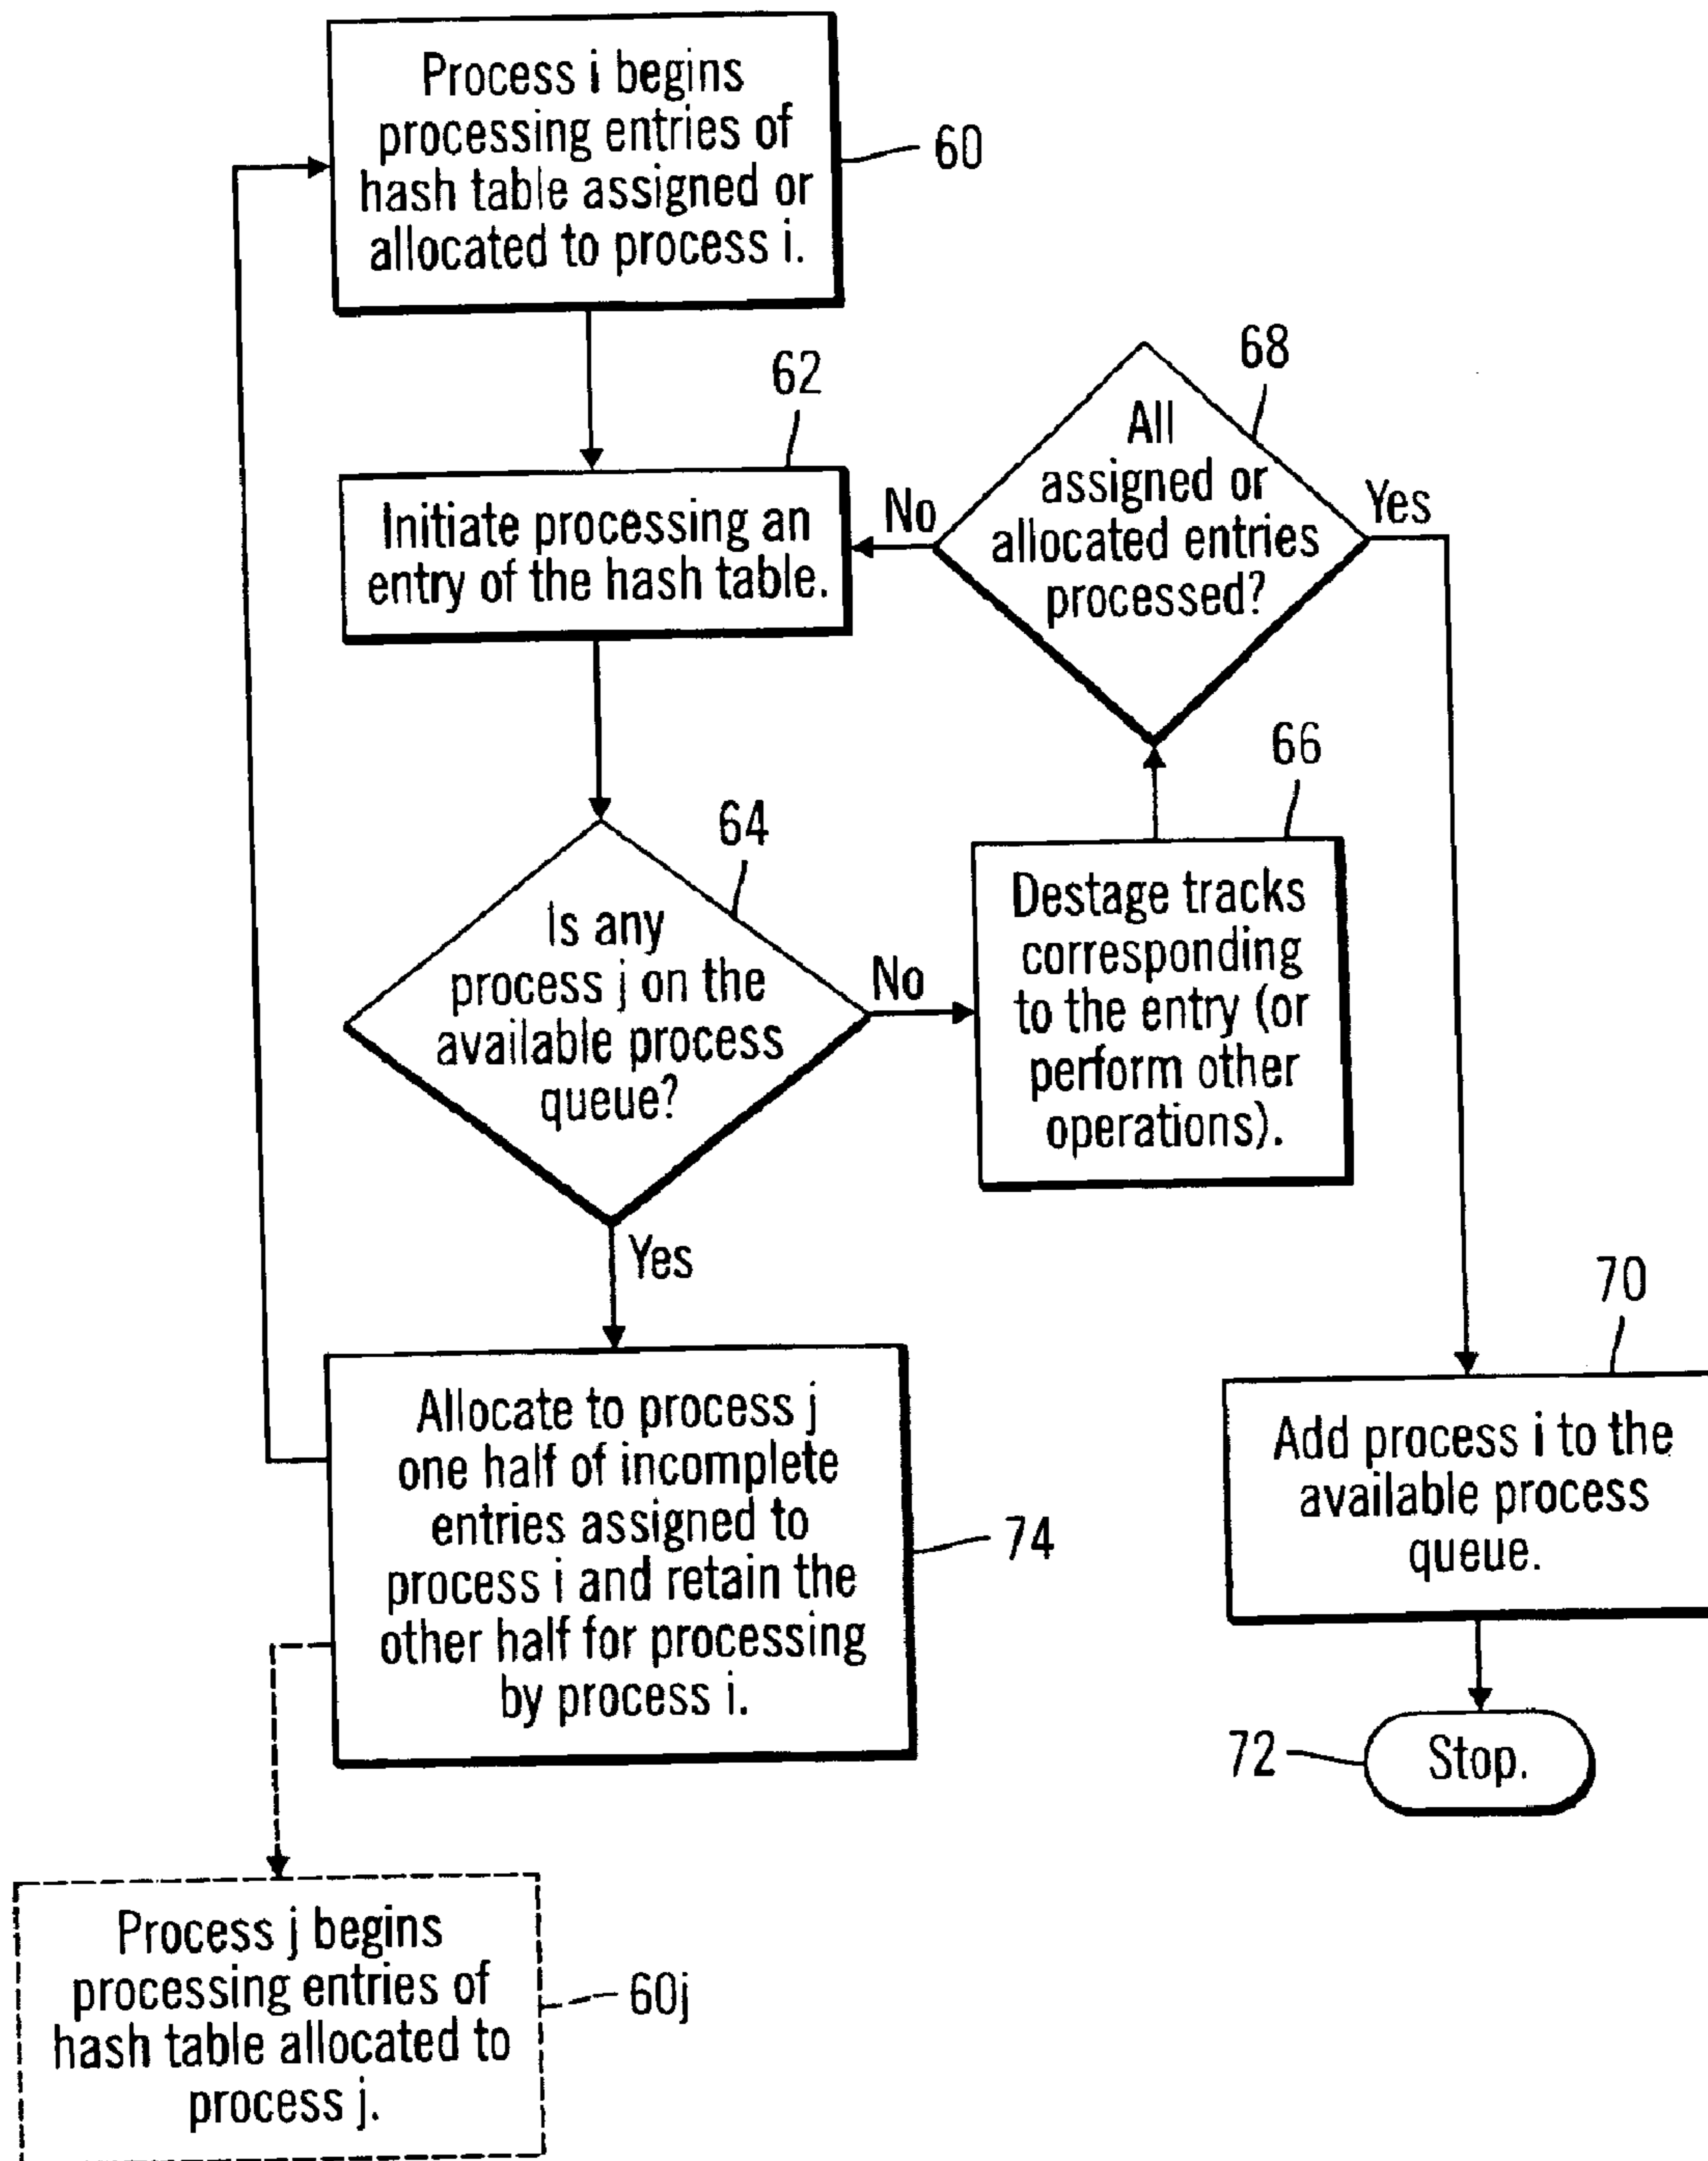 Process i begins
processing entries of
hash table assigned or
allocated to process i.
60
62
Initiate processing an
entry of the hash table.
68
All
assigned or
allocated entries
processed?
No
Yes
64
Is any
process j on the
available process
queue?
No
Yes
66
Destage tracks
corresponding
to the entry (or
perform other
operations).
74
Allocate to process j
one half of incomplete
entries assigned to
process i and retain the
other half for processing
by process i.
70
Add process i to the
available process
queue.
72
Stop.
Process j begins
processing entries of
hash table allocated to
process j.
60j